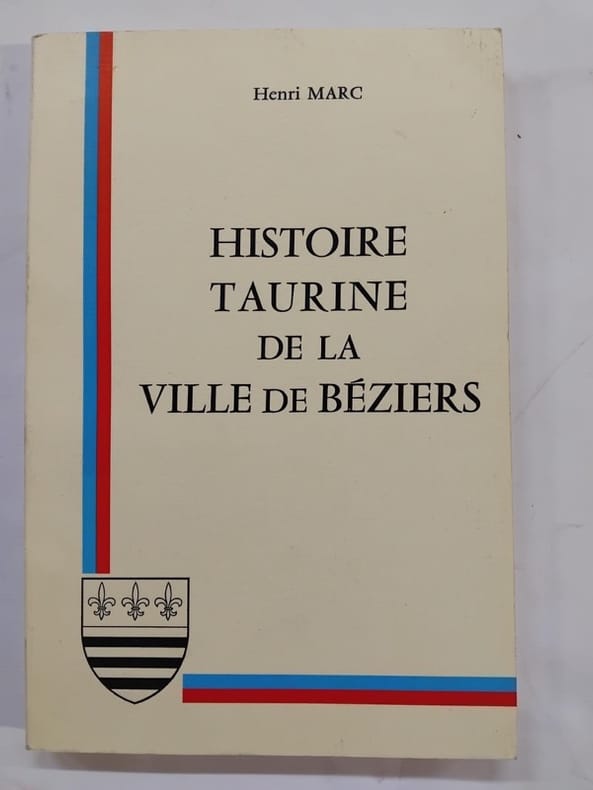 Henri MARC
HISTOIRE
TAURINE
DE LA
VILLE DE BÉZIERS